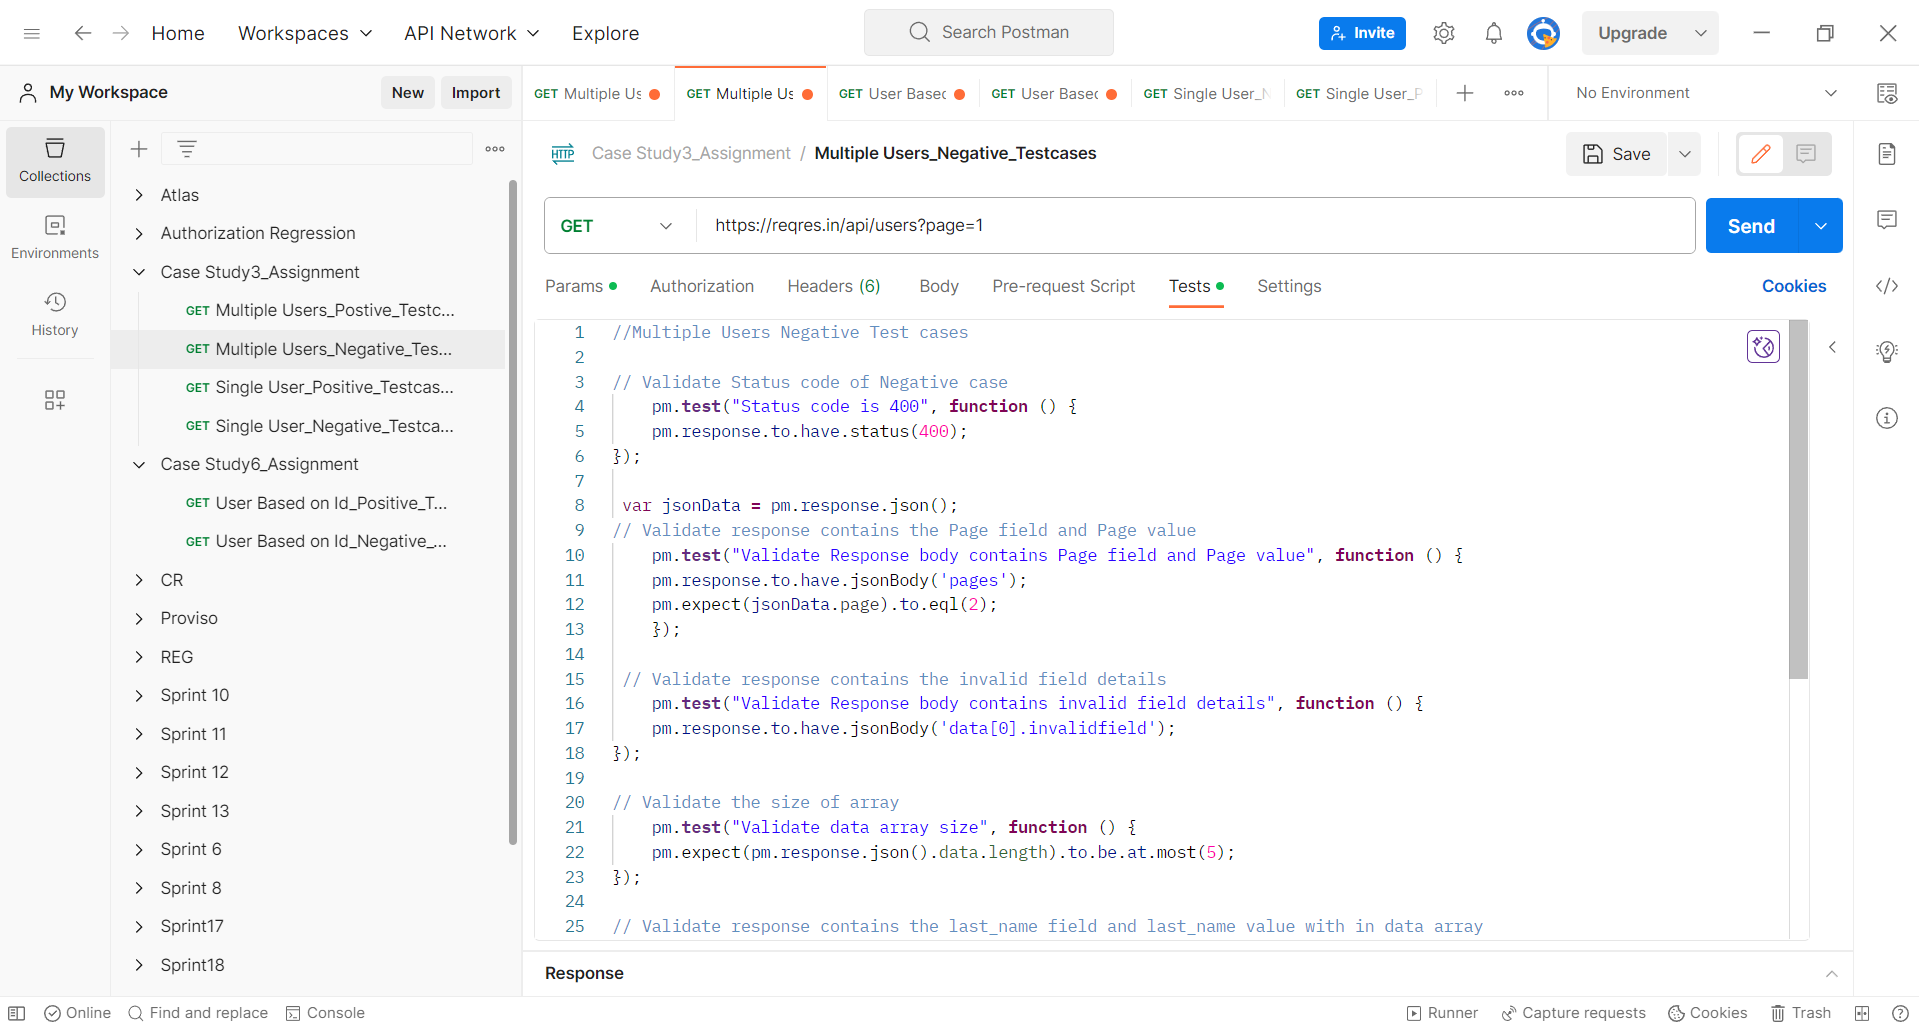 Home Workspaces API Network Explore Search Postman Invite Upgrade
My Workspace New Import
GET Multiple Us GET Multiple Us GET User Based GET User Based GET Single User_N GET Single User_P No Environment
Collections
Environments
History
Atlas
Authorization Regression
Case Study3_Assignment
GET Multiple Users_Postive_Testc...
GET Multiple Users_Negative_Tes...
GET Single User_Positive_Testcas...
GET Single User_Negative_Testca...
Case Study6_Assignment
GET User Based on Id_Positive_T...
GET User Based on Id_Negative_...
CR
Proviso
REG
Sprint 10
Sprint 11
Sprint 12
Sprint 13
Sprint 6
Sprint 8
Sprint17
Sprint18
HTTP Case Study3_Assignment / Multiple Users_Negative_Testcases Save
GET https://reqres.in/api/users?page=1 Send
Params Authorization Headers (6) Body Pre-request Script Tests Settings Cookies
1 //Multiple Users Negative Test cases
2
3 // Validate Status code of Negative case
4 pm.test("Status code is 400", function () {
5 pm.response.to.have.status(400);
6 });
7
8 var jsonData = pm.response.json();
9 // Validate response contains the Page field and Page value
10 pm.test("Validate Response body contains Page field and Page value", function () {
11 pm.response.to.have.jsonBody('pages');
12 pm.expect(jsonData.page).to.eql(2);
13 });
14
15 // Validate response contains the invalid field details
16 pm.test("Validate Response body contains invalid field details", function () {
17 pm.response.to.have.jsonBody('data[0].invalidfield');
18 });
19
20 // Validate the size of array
21 pm.test("Validate data array size", function () {
22 pm.expect(pm.response.json().data.length).to.be.at.most(5);
23 });
24
25 // Validate response contains the last_name field and last_name value with in data array
Response
Online Find and replace Console Runner Capture requests Cookies Trash